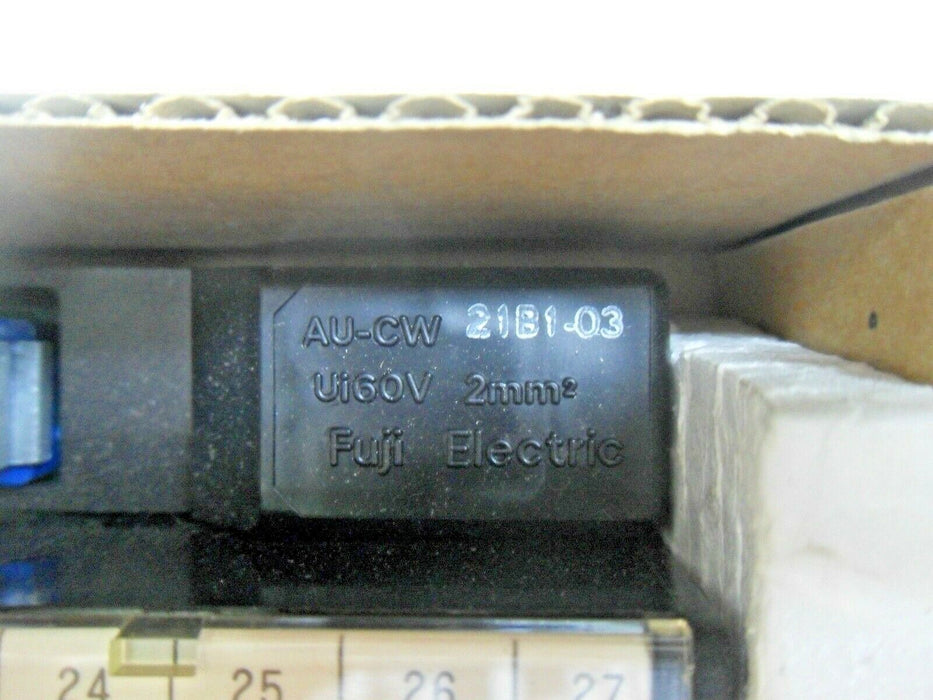 AU-CW 21B1-03
Ui60V 2mm²
Fuji Electric
24 25 26 27